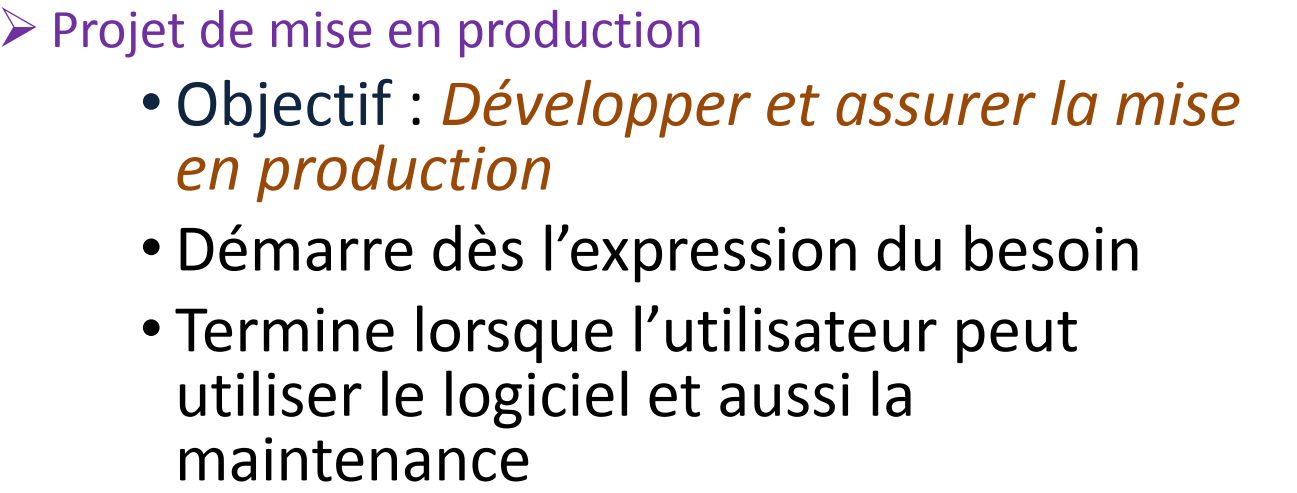 ➢ Projet de mise en production
• Objectif : Développer et assurer la mise
en production
• Démarre dès l’expression du besoin
• Termine lorsque l’utilisateur peut
utiliser le logiciel et aussi la
maintenance